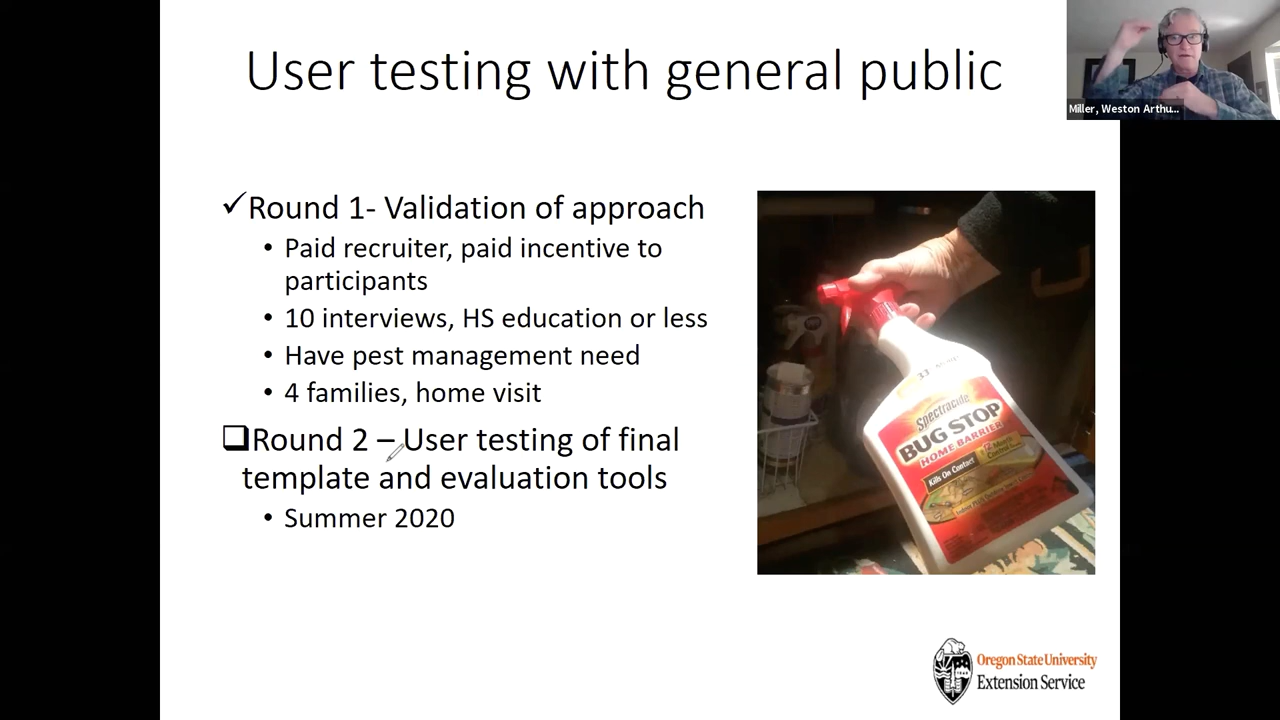 User testing with general public
Miller, Weston Arthu...
✓Round 1- Validation of approach
• Paid recruiter, paid incentive to
participants
• 10 interviews, HS education or less
• Have pest management need
• 4 families, home visit
❑Round 2 – User testing of final
template and evaluation tools
• Summer 2020
Spectracide
BUG STOP
HOME BARRIER
Kills On Contact
Oregon State University
Extension Service